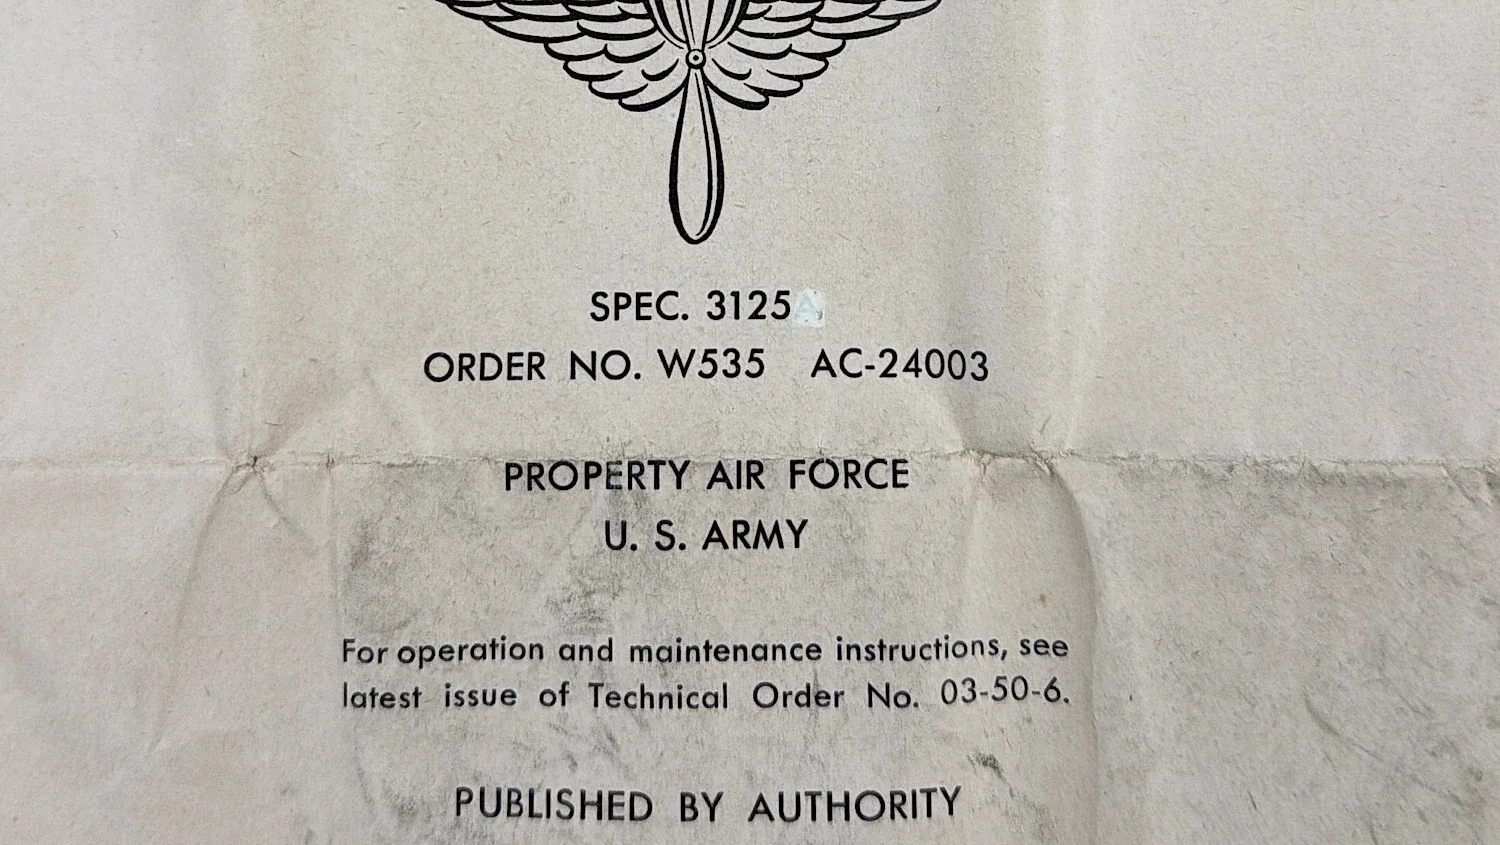 SPEC. 3125A
ORDER NO. W535 AC-24003
PROPERTY AIR FORCE
U. S. ARMY
For operation and maintenance instructions, see
latest issue of Technical Order No. 03-50-6.
PUBLISHED BY AUTHORITY